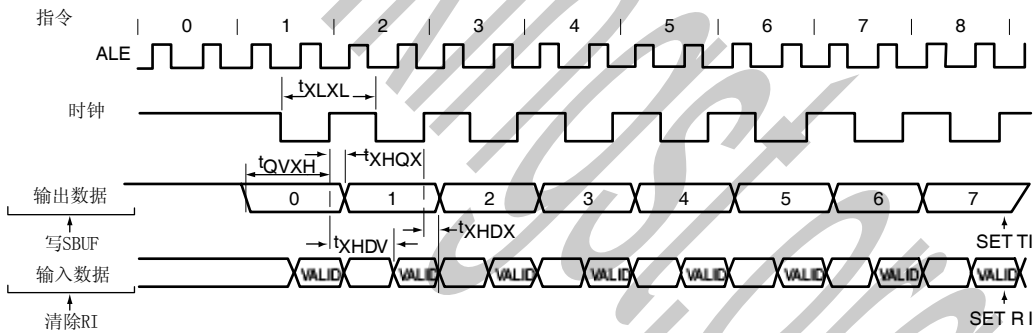 指令 0 1 2 3 4 5 6 7 8
ALE
tXLXL
时钟
tQVXH tXHQX
输出数据 0 1 2 3 4 5 6 7
写SBUF
tXHDV tXHDX
SET TI
输入数据 VALID VALID VALID VALID VALID VALID VALID VALID
清除RI
SET RI